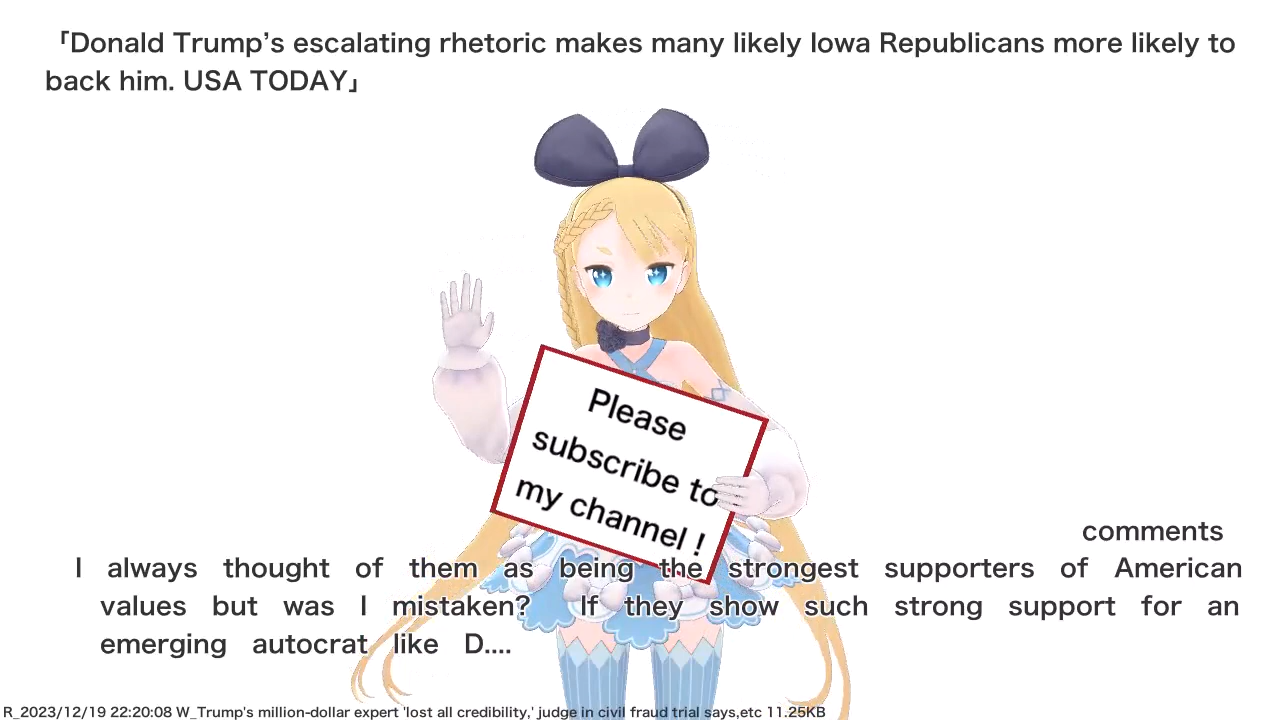 「Donald Trump's escalating rhetoric makes many likely Iowa Republicans more likely to
back him. USA TODAY」
Please
subscribe to
my channel !
comments
I always thought of them as being the strongest supporters of American
values but was I mistaken? If they show such strong support for an
emerging autocrat like D....
R_2023/12/19 22:20:08 W_Trump's million-dollar expert 'lost all credibility,' judge in civil fraud trial says,etc 11.25KB